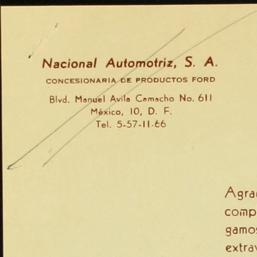 Nacional Automotriz, S. A.
CONCESIONARIA DE PRODUCTOS FORD
Blvd. Manuel Avila Camacho No. 611
México, 10, D. F.
Tel. 5-57-11-66
Agra
comp
gamos
extrav